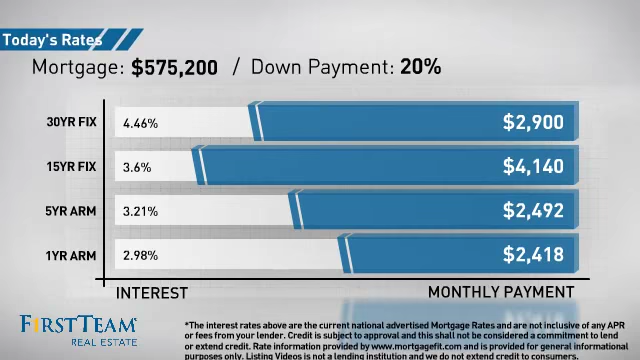 Today's Rates
Mortgage: $575,200 / Down Payment: 20%
30YR FIX 4.46% $2,900
15YR FIX 3.6% $4,140
5YR ARM 3.21% $2,492
1YR ARM 2.98% $2,418
INTEREST MONTHLY PAYMENT
FIRSTTEAM®
REAL ESTATE
*The interest rates above are the current national advertised Mortgage Rates and are not inclusive of any APR
or fees from your lender. Credit is subject to approval and this shall not be considered a commitment to lend
or extend credit. Rate information provided by www.mortgagefit.com and is provided for general informational
purposes only. Listing Videos is not a lending institution and we do not extend credit to consumers.